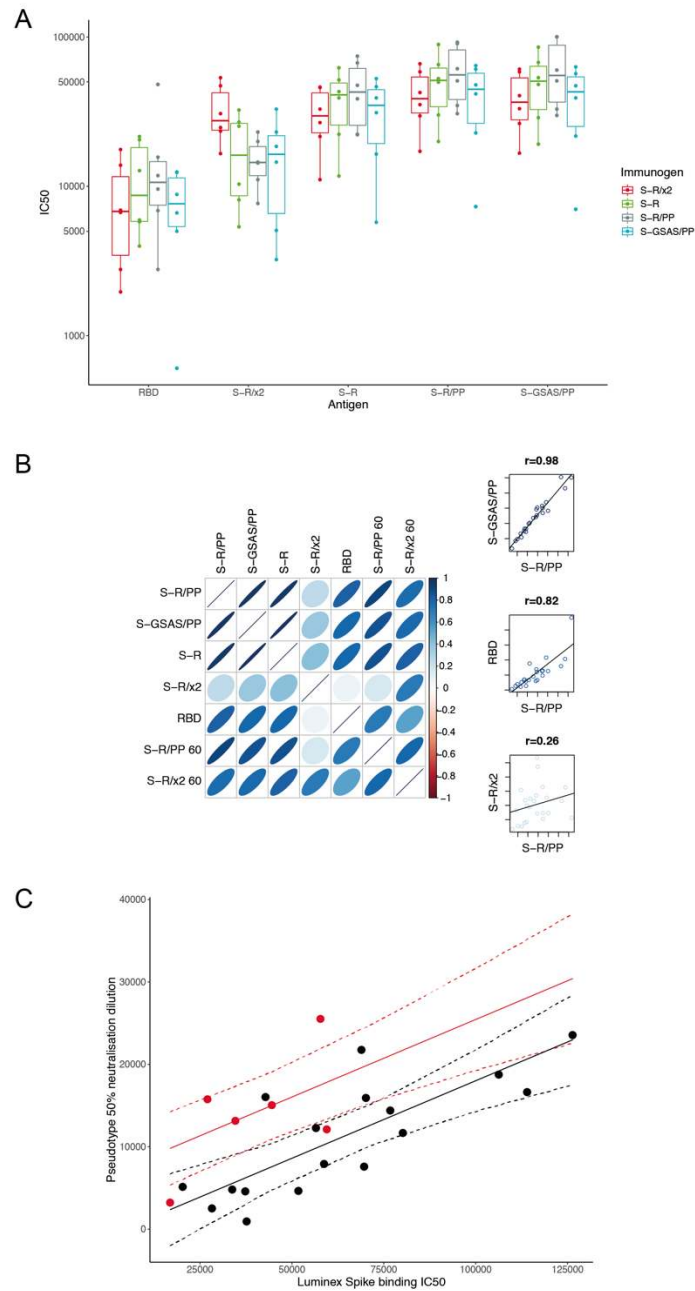 A
100000
50000
10000
5000
1000
IC50
RBD
S−R/x2
S−R
S−R/PP
S−GSAS/PP
Antigen
Immunogen
S−R/x2
S−R
S−R/PP
S−GSAS/PP
B
S−R/PP
S−GSAS/PP
S−R
S−R/x2
RBD
S−R/PP 60
S−R/x2 60
S−R/PP
S−GSAS/PP
S−R
S−R/x2
RBD
S−R/PP 60
S−R/x2 60
1
0.8
0.6
0.4
0.2
0
−0.2
−0.4
−0.6
−0.8
−1
r=0.98
S−GSAS/PP
S−R/PP
r=0.82
RBD
S−R/PP
r=0.26
S−R/x2
S−R/PP
C
40000
30000
20000
10000
0
Pseudotype 50% neutralisation dilution
25000
50000
75000
100000
125000
Luminex Spike binding IC50